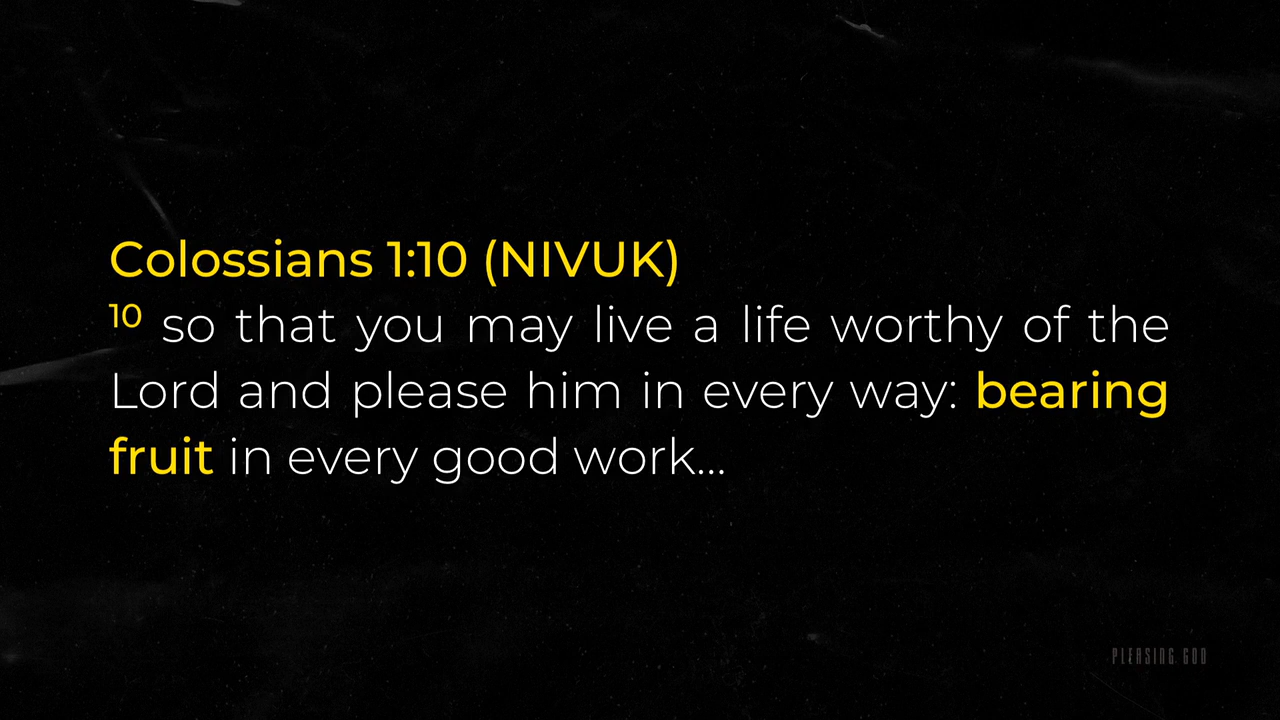 Colossians 1:10 (NIVUK)
10 so that you may live a life worthy of the
Lord and please him in every way: bearing
fruit in every good work...
PLEASING GOD